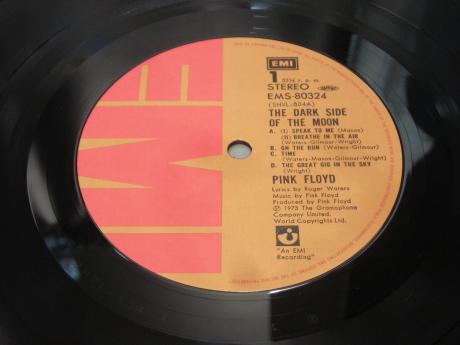 EMI
EMI
1 33⅓ r.p.m.
STEREO
EMS-80324
(SHVL-804A)
THE DARK SIDE
OF THE MOON
A. (I) SPEAK TO ME (Mason)
(II) BREATHE IN THE AIR
(Waters-Gilmour-Wright)
B. ON THE RUN (Waters-Gilmour)
C. TIME
(Waters-Mason-Gilmour-Wright)
D. THE GREAT GIG IN THE SKY
(Wright)
PINK FLOYD
Lyrics by Roger Waters
Music by Pink Floyd
Produced by Pink Floyd
Ⓟ 1973 The Gramophone
Company Limited.
World Copyrights Ltd.
"An EMI
Recording"